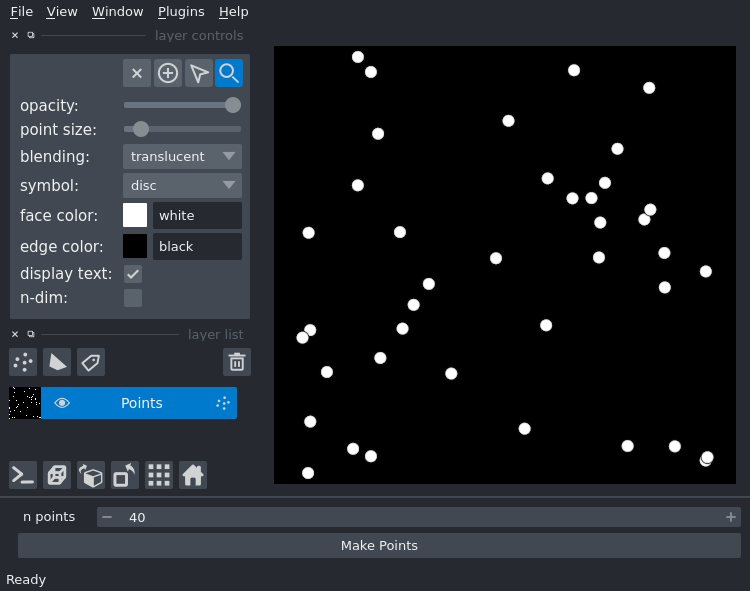 File View Window Plugins Help
layer controls
opacity:
point size:
blending: translucent
symbol: disc
face color: white
edge color: black
display text:
n-dim:
layer list
Points
n points 40
Make Points
Ready